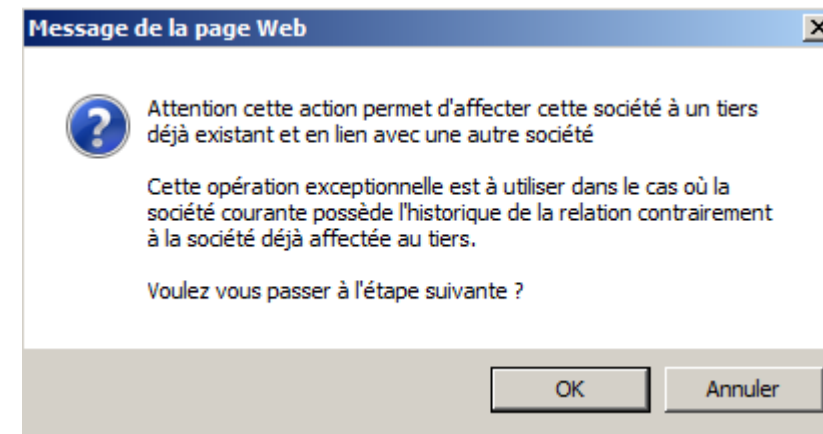 Message de la page Web
Attention cette action permet d'affecter cette société à un tiers
déjà existant et en lien avec une autre société
Cette opération exceptionnelle est à utiliser dans le cas où la
société courante possède l'historique de la relation contrairement
à la société déjà affectée au tiers.
Voulez vous passer à l'étape suivante ?
OK Annuler